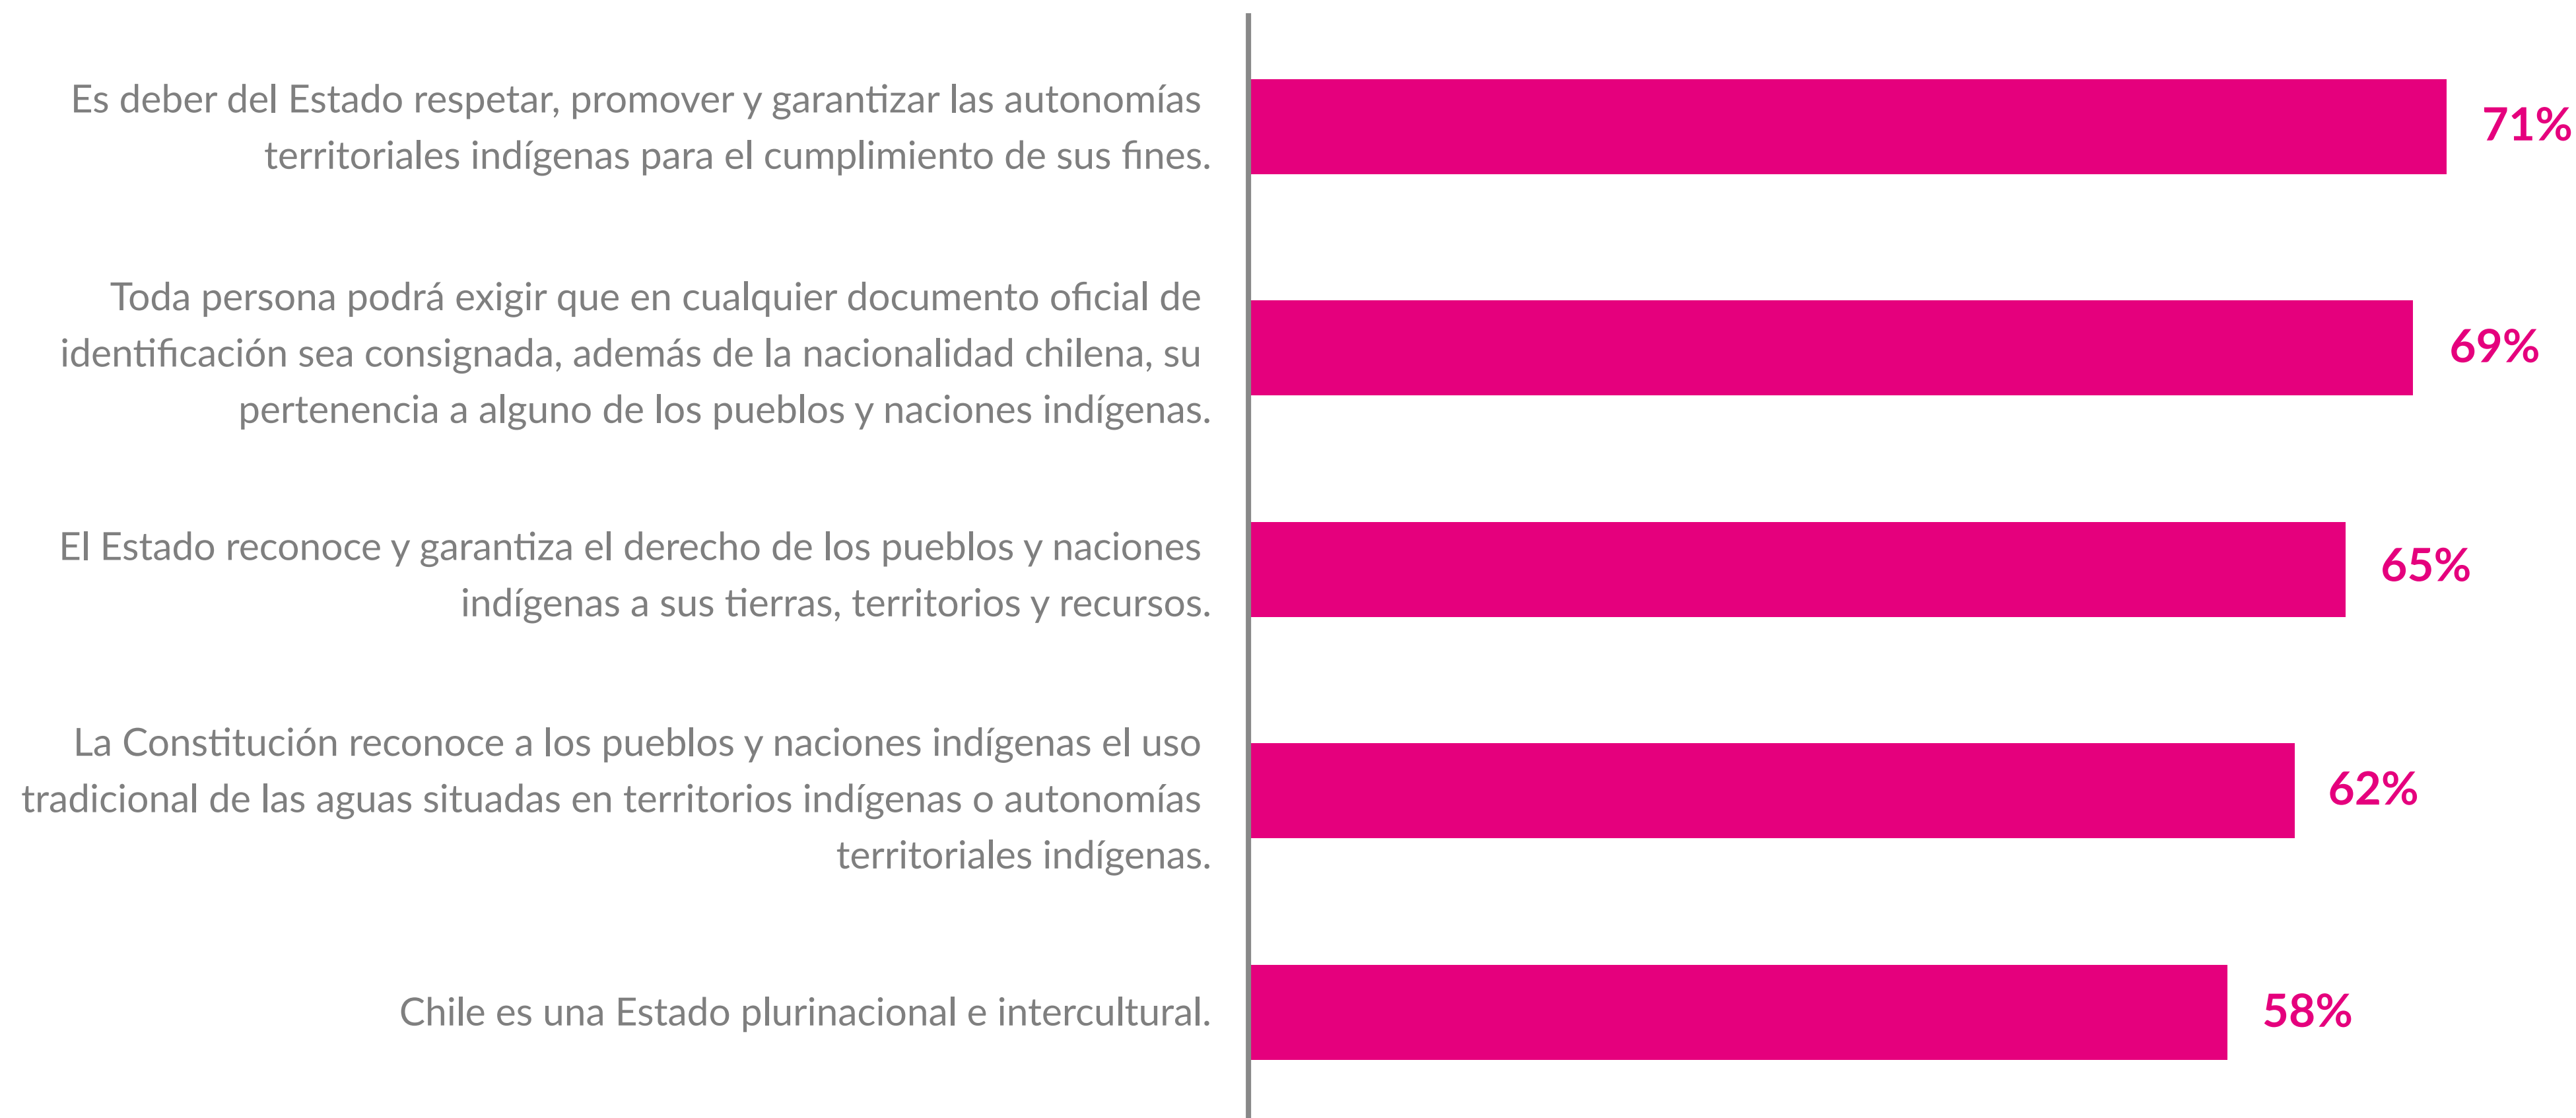 Es deber del Estado respetar, promover y garantizar las autonomías
territoriales indígenas para el cumplimiento de sus fines.
71%
Toda persona podrá exigir que en cualquier documento oficial de
identificación sea consignada, además de la nacionalidad chilena, su
pertenencia a alguno de los pueblos y naciones indígenas.
69%
El Estado reconoce y garantiza el derecho de los pueblos y naciones
indígenas a sus tierras, territorios y recursos.
65%
La Constitución reconoce a los pueblos y naciones indígenas el uso
tradicional de las aguas situadas en territorios indígenas o autonomías
territoriales indígenas.
62%
Chile es una Estado plurinacional e intercultural.
58%